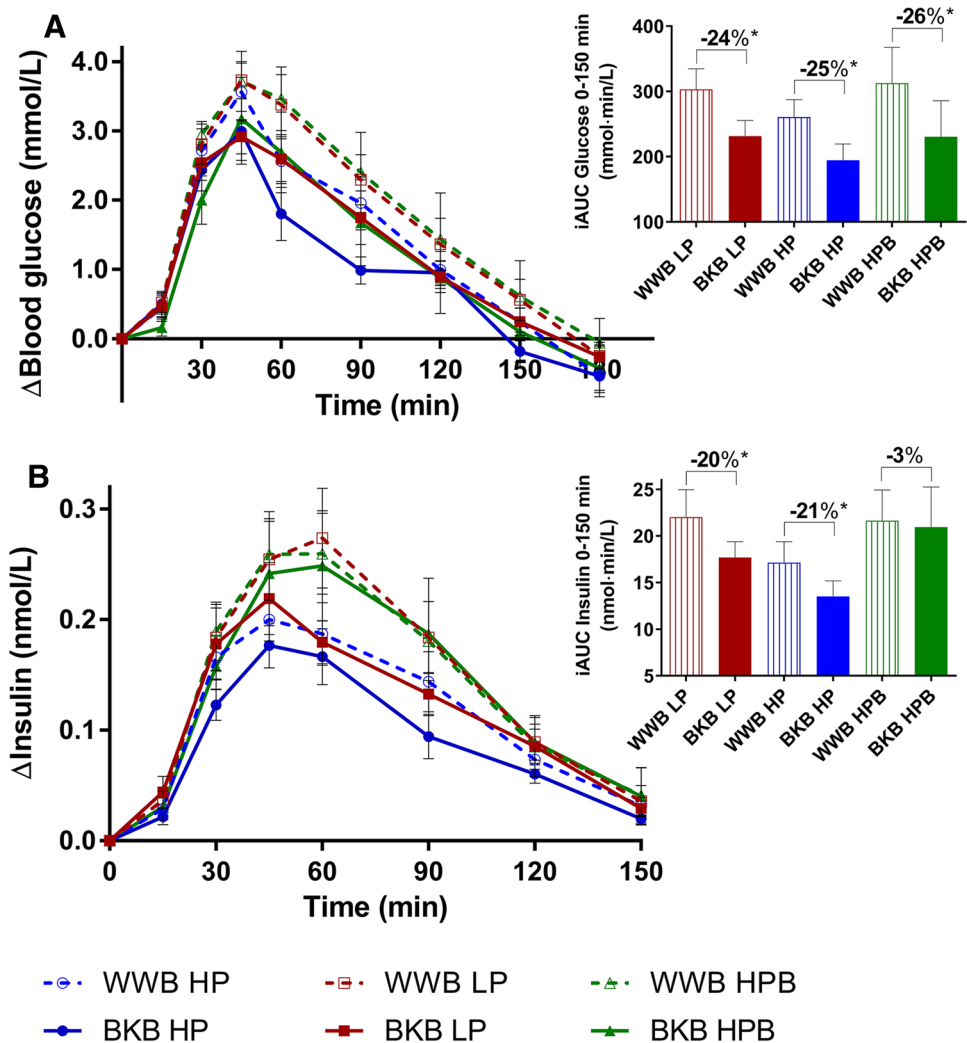 A
ΔBlood glucose (mmol/L)
4.0
3.0
2.0
1.0
0.0
30
60
90
120
150
180
Time (min)
iAUC Glucose 0-150 min
(mmol·min/L)
400
300
200
100
-24%*
-25%*
-26%*
WWB LP
BKB LP
WWB HP
BKB HP
WWB HPB
BKB HPB
B
ΔInsulin (nmol/L)
0.3
0.2
0.1
0.0
0
30
60
90
120
150
Time (min)
iAUC Insulin 0-150 min
(nmol·min/L)
25
20
15
10
5
-20%*
-21%*
-3%
WWB LP
BKB LP
WWB HP
BKB HP
WWB HPB
BKB HPB
WWB HP
WWB LP
WWB HPB
BKB HP
BKB LP
BKB HPB